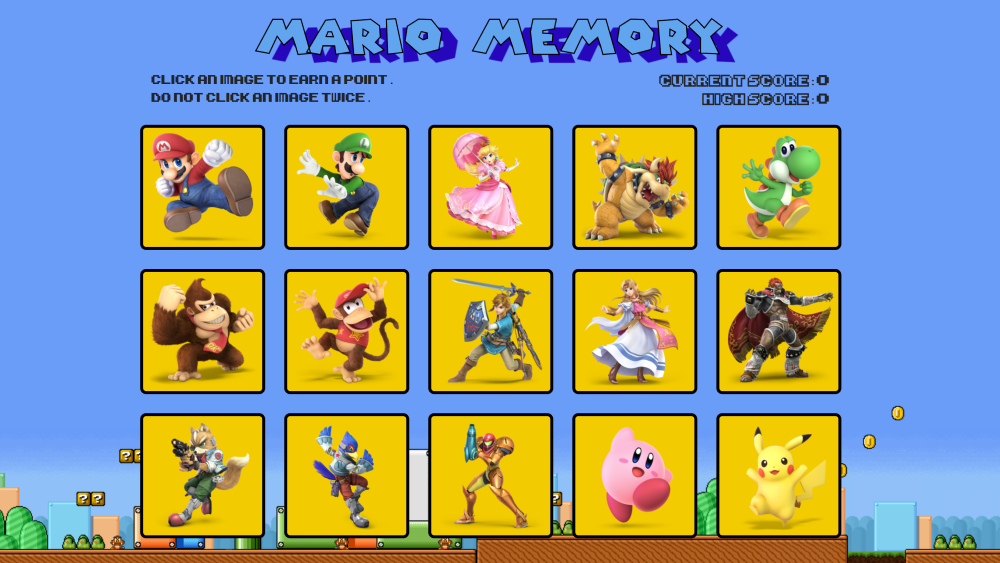 MARIO MEMORY
CLICK AN IMAGE TO EARN A POINT.
DO NOT CLICK AN IMAGE TWICE.
CURRENT SCORE:0
HIGH SCORE:0